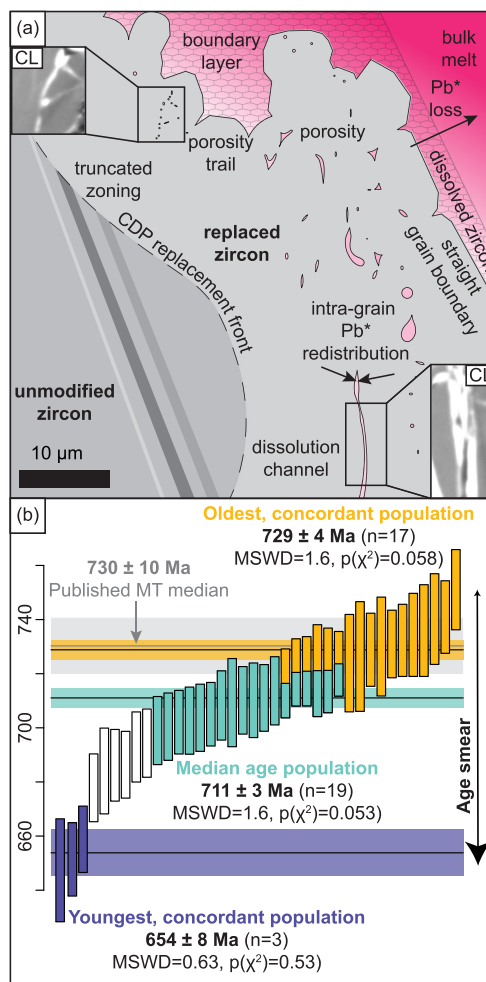 (a)
CL
boundary
layer
bulk
melt
Pb*
loss
porosity
trail
porosity
truncated
zoning
dissolved zircon
straight
grain boundary
CDP replacement front
replaced
zircon
intra-grain
Pb*
redistribution
unmodified
zircon
CL
10 µm
dissolution
channel
(b)
Oldest, concordant population
729 ± 4 Ma (n=17)
MSWD=1.6, p(χ²)=0.058)
730 ± 10 Ma
Published MT median
740
700
660
Age smear
Median age population
711 ± 3 Ma (n=19)
MSWD=1.6, p(χ²)=0.053)
Youngest, concordant population
654 ± 8 Ma (n=3)
MSWD=0.63, p(χ²)=0.53)